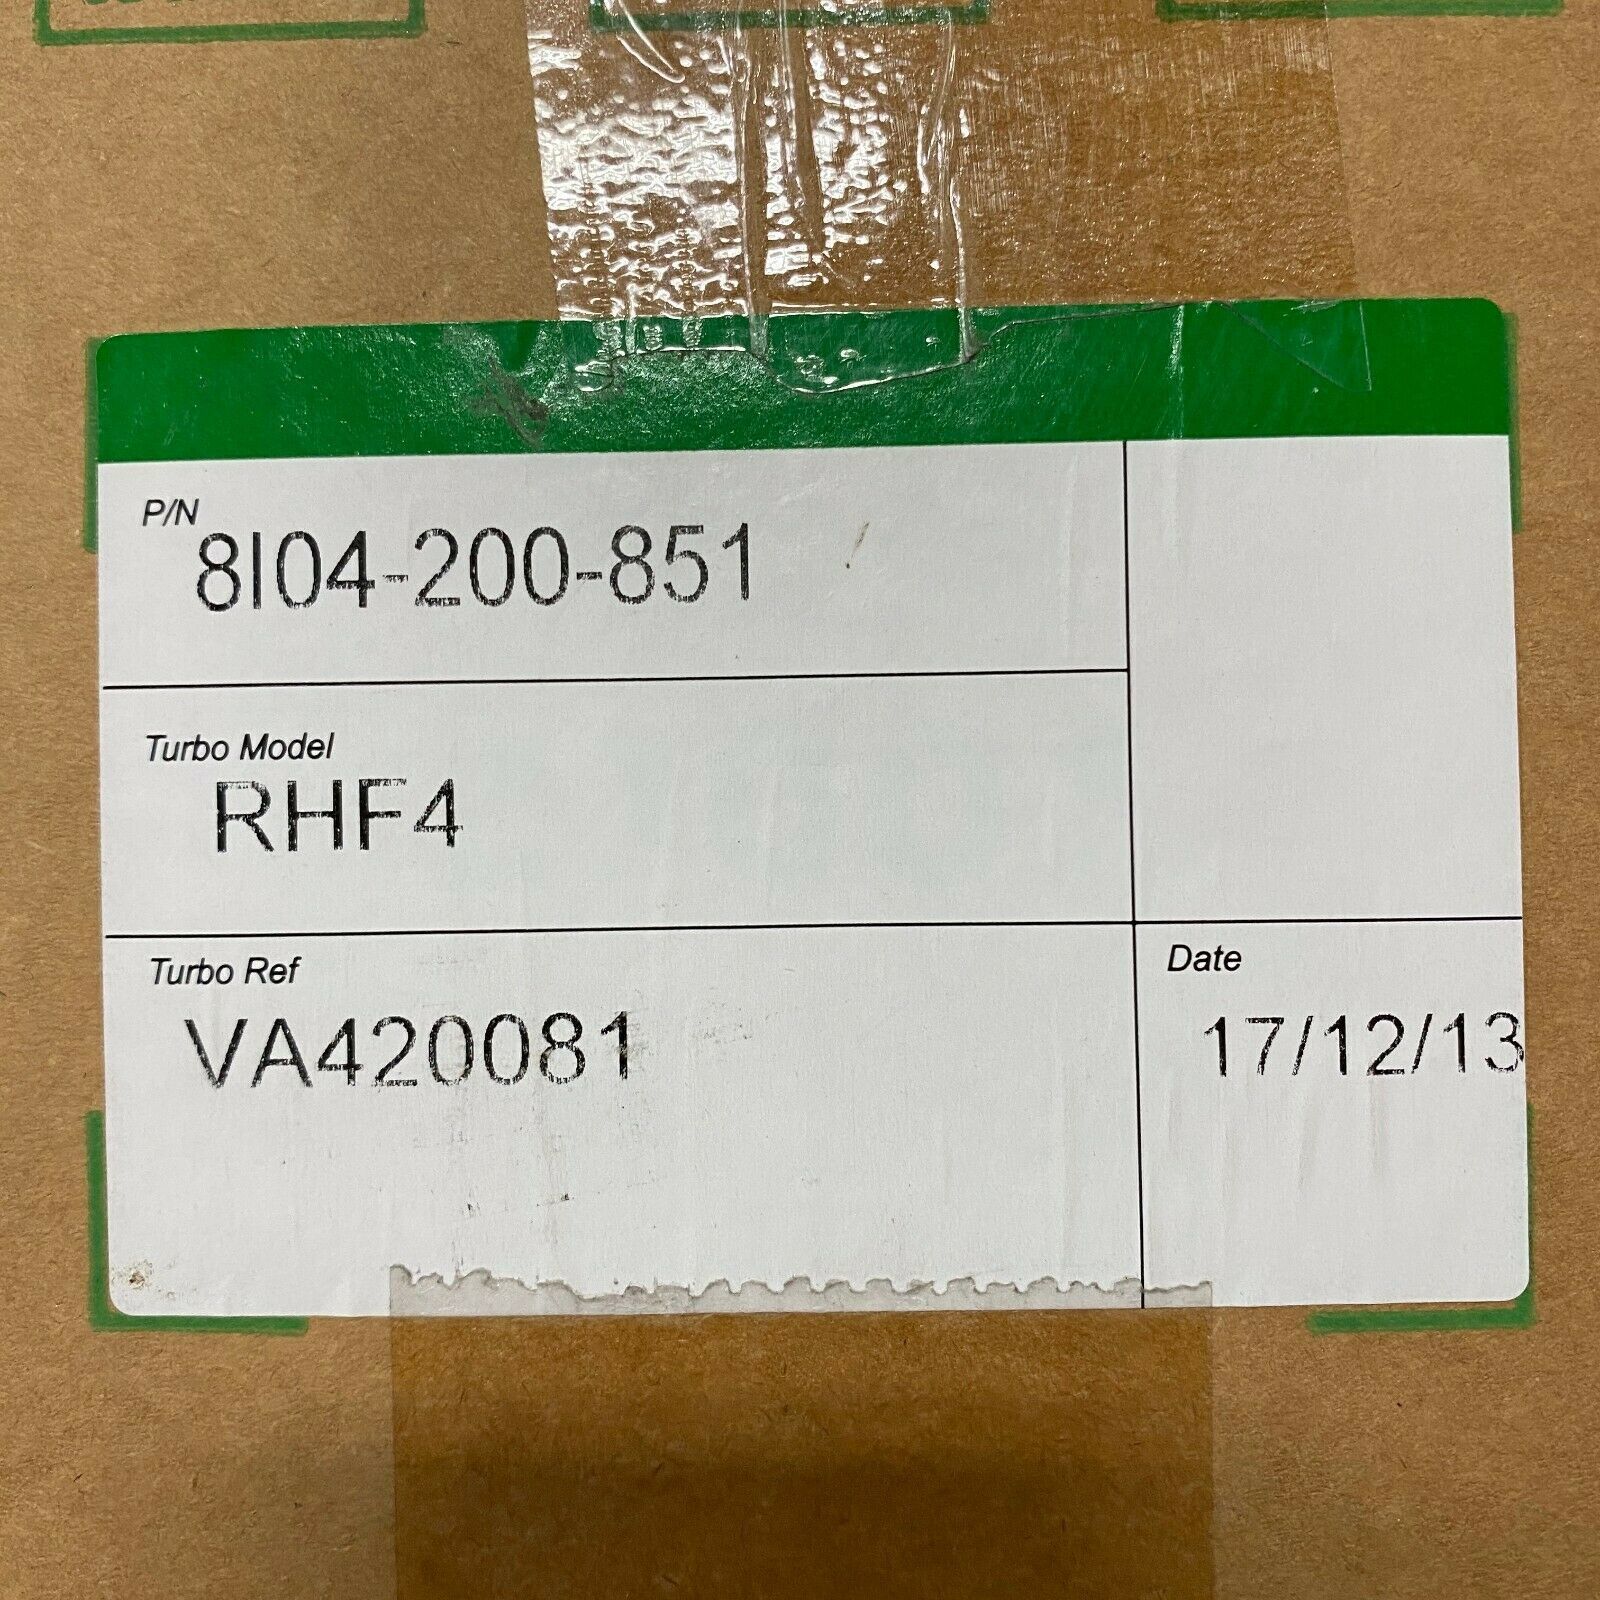 P/N
8I04-200-851
Turbo Model
RHF4
Turbo Ref
VA420081
Date
17/12/13